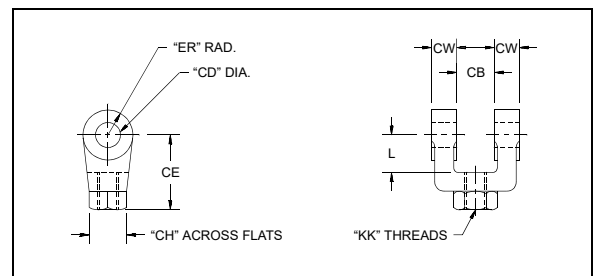 “ER” RAD.
“CD” DIA.
CE
“CH” ACROSS FLATS
CW
CW
CB
L
“KK” THREADS